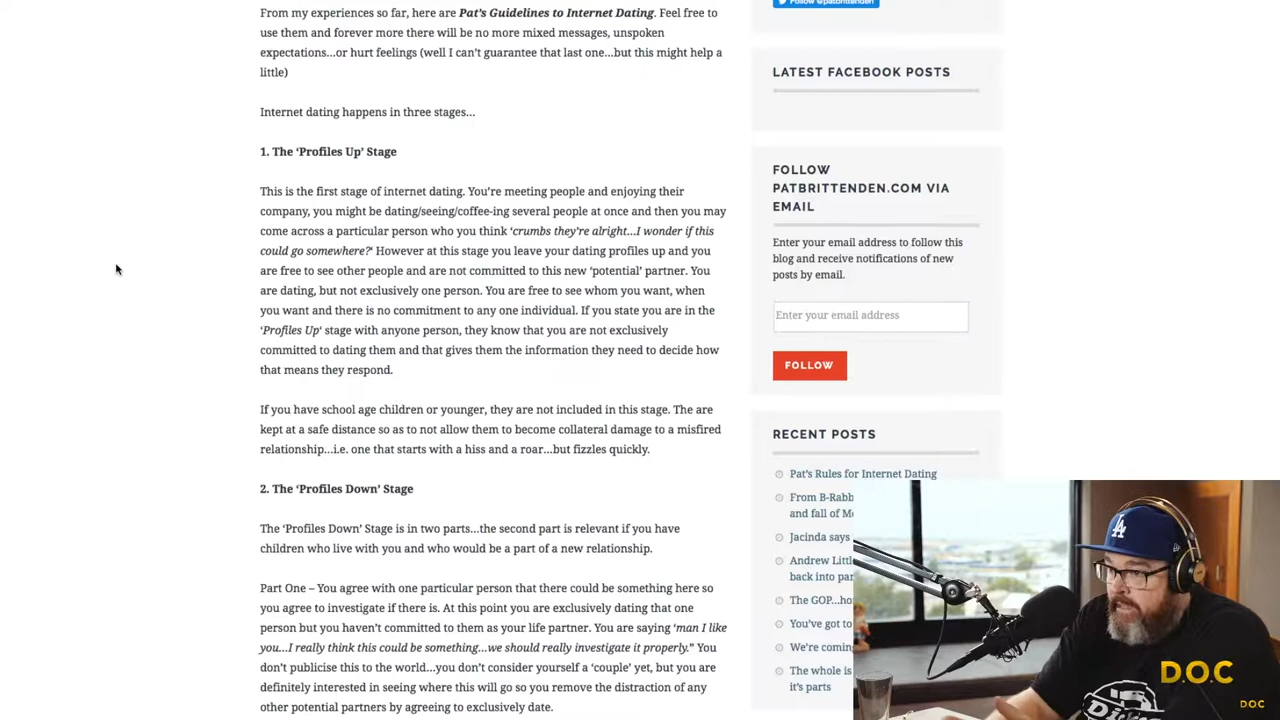 From my experiences so far, here are Pat's Guidelines to Internet Dating. Feel free to
use them and forever more there will be no more mixed messages, unspoken
expectations...or hurt feelings (well I can't guarantee that last one...but this might help a
little)
Internet dating happens in three stages...
1. The 'Profiles Up' Stage
This is the first stage of internet dating. You're meeting people and enjoying their
company, you might be dating/seeing/coffee-ing several people at once and then you may
come across a particular person who you think 'crumbs they're alright...I wonder if this
could go somewhere?' However at this stage you leave your dating profiles up and you
are free to see other people and are not committed to this new 'potential' partner. You
are dating, but not exclusively one person. You are free to see whom you want, when
you want and there is no commitment to any one individual. If you state you are in the
'Profiles Up' stage with anyone person, they know that you are not exclusively
committed to dating them and that gives them the information they need to decide how
that means they respond.
If you have school age children or younger, they are not included in this stage. The are
kept at a safe distance so as to not allow them to become collateral damage to a misfired
relationship...i.e. one that starts with a hiss and a roar...but fizzles quickly.
2. The 'Profiles Down' Stage
The 'Profiles Down' Stage is in two parts...the second part is relevant if you have
children who live with you and who would be a part of a new relationship.
Part One – You agree with one particular person that there could be something here so
you agree to investigate if there is. At this point you are exclusively dating that one
person but you haven't committed to them as your life partner. You are saying 'man I like
you...I really think this could be something...we should really investigate it properly." You
don't publicise this to the world...you don't consider yourself a 'couple' yet, but you are
definitely interested in seeing where this will go so you remove the distraction of any
other potential partners by agreeing to exclusively date.
Follow @patbrittenden
LATEST FACEBOOK POSTS
FOLLOW
PATBRITTENDEN.COM VIA
EMAIL
Enter your email address to follow this
blog and receive notifications of new
posts by email.
Enter your email address
FOLLOW
RECENT POSTS
Pat's Rules for Internet Dating
From B-Rabb
and fall of M
Jacinda says
Andrew Littl
back into par
The GOP...ho
You've got to
We're comin
The whole is
it's parts
LA
D.O.C
DOC